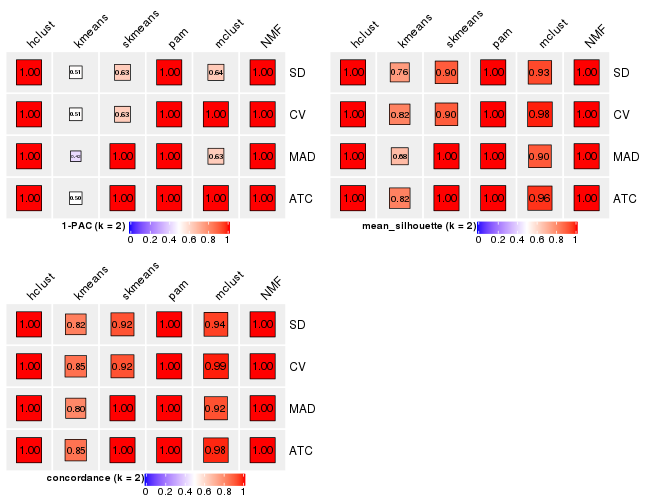 hclust kmeans skmeans pam mclust NMF
1.00 0.51 0.63 1.00 0.64 1.00 SD
1.00 0.51 0.63 1.00 1.00 1.00 CV
1.00 1.00 1.00 0.63 1.00 MAD
1.00 0.50 1.00 1.00 1.00 1.00 ATC
1-PAC (k = 2)
0 0.2 0.4 0.6 0.8 1
hclust kmeans skmeans pam mclust NMF
1.00 0.76 0.90 1.00 0.93 1.00 SD
1.00 0.82 0.90 1.00 0.98 1.00 CV
1.00 0.68 1.00 1.00 0.90 1.00 MAD
1.00 0.82 1.00 1.00 0.96 1.00 ATC
mean_silhouette (k = 2)
0 0.2 0.4 0.6 0.8 1
hclust kmeans skmeans pam mclust NMF
1.00 0.82 0.92 1.00 0.94 1.00 SD
1.00 0.85 0.92 1.00 0.99 1.00 CV
1.00 0.80 1.00 1.00 0.92 1.00 MAD
1.00 0.85 1.00 1.00 0.98 1.00 ATC
concordance (k = 2)
0 0.2 0.4 0.6 0.8 1